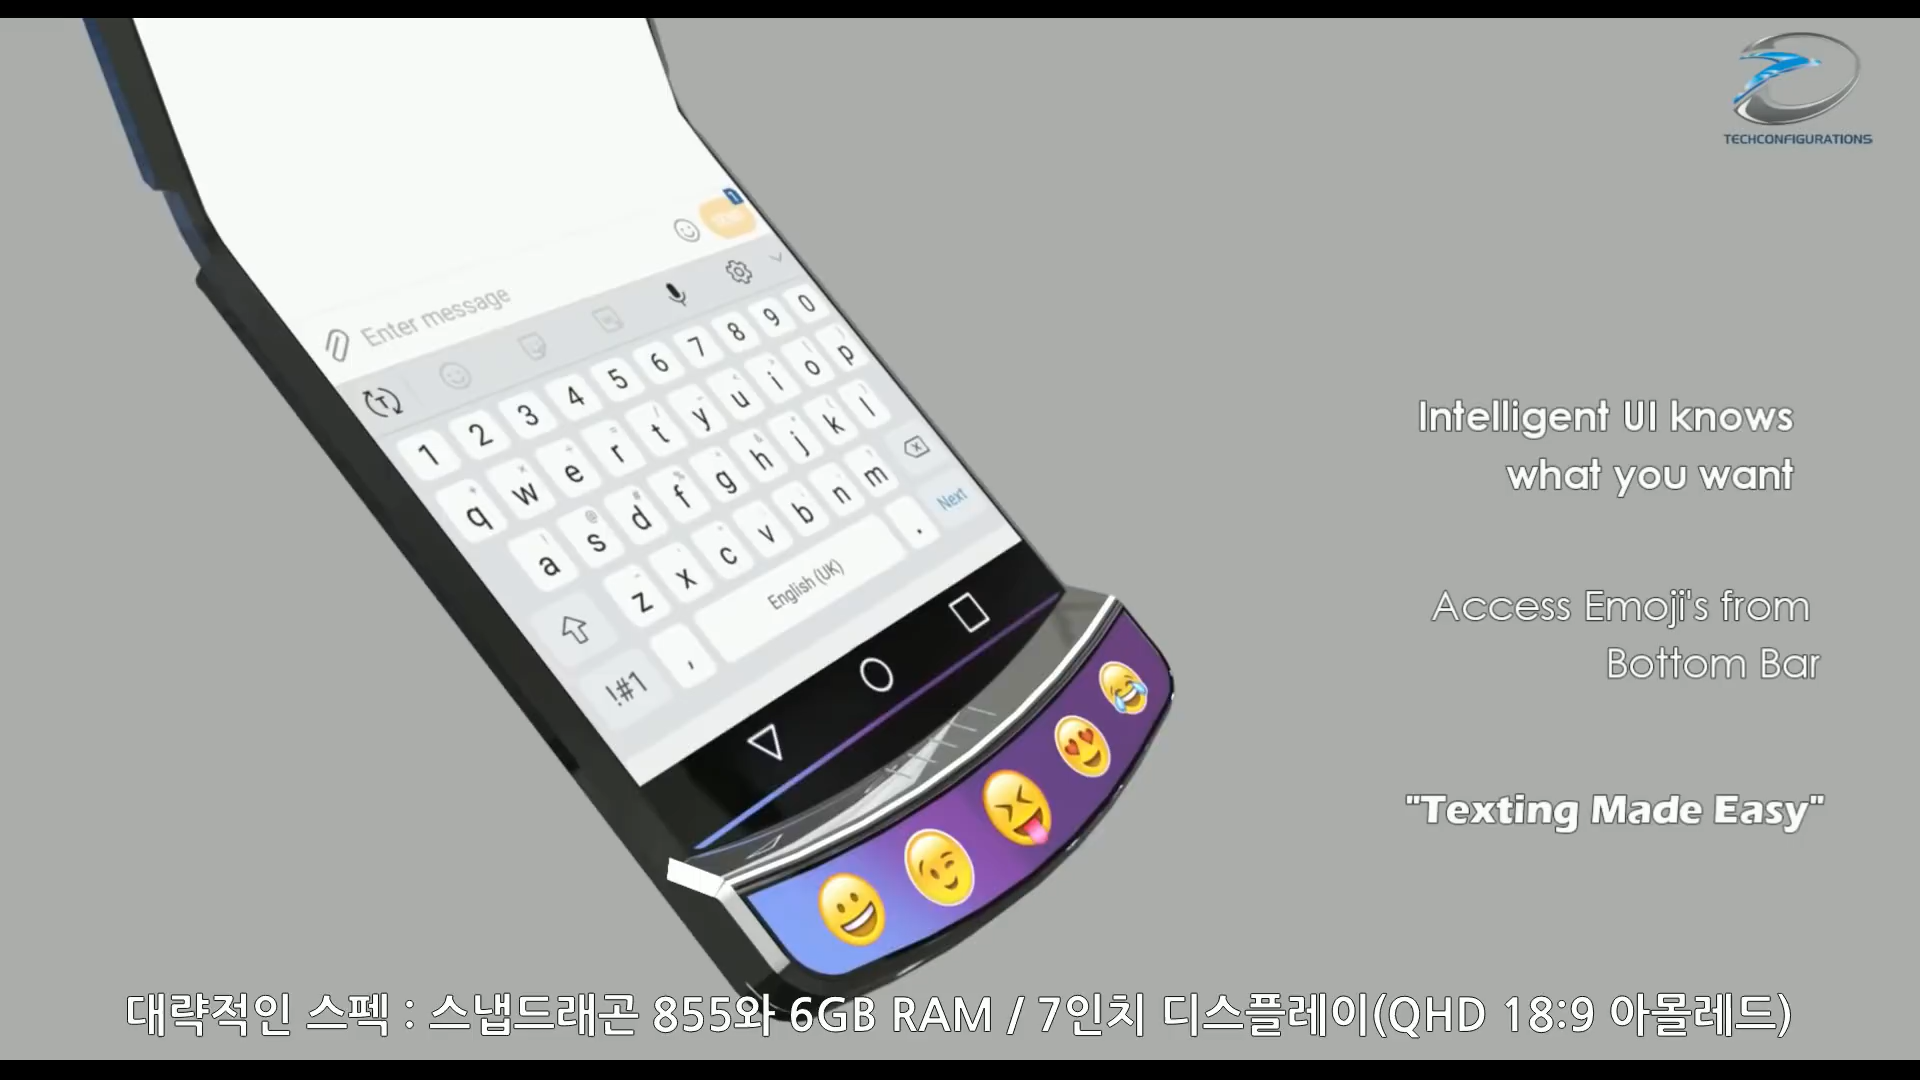 TECHCONFIGURATIONS
Enter message
1 2 3 4 5 6 7 8 9 0
q w e r t y u i o p
a s d f g h j k l
z x c v b n m
!#1 , English (UK) . Next
Intelligent UI knows
what you want
Access Emoji's from
Bottom Bar
"Texting Made Easy"
대략적인 스펙 : 스냅드래곤 855와 6GB RAM / 7인치 디스플레이(QHD 18:9 아몰레드)